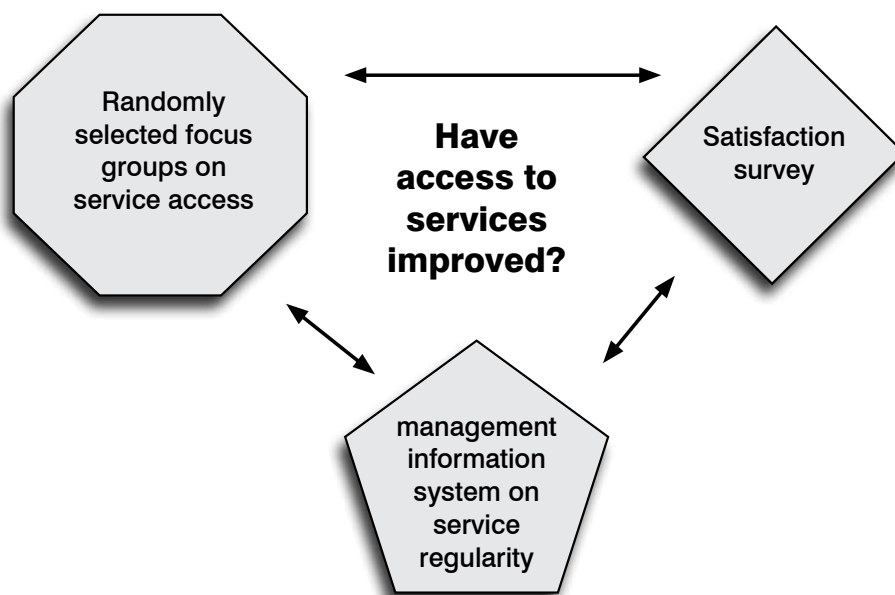 Randomly
selected focus
groups on
service access
Have
access to
services
improved?
Satisfaction
survey
management
information
system on
service
regularity